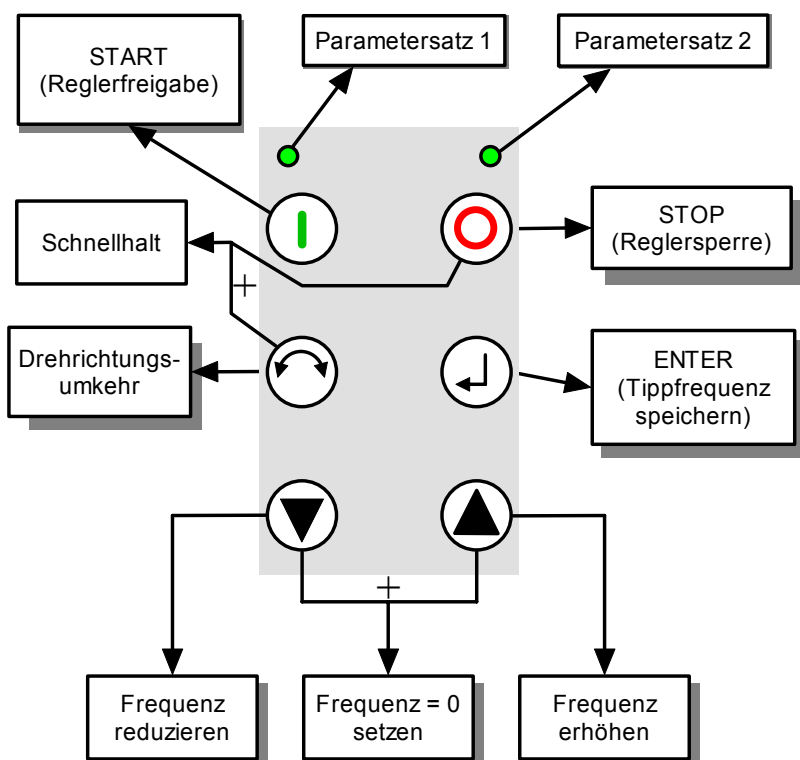 START
(Reglerfreigabe)
Parametersatz 1
Parametersatz 2
Schnellhalt
STOP
(Reglersperre)
+
Drehrichtungs-
umkehr
ENTER
(Tippfrequenz
speichern)
+
Frequenz
reduzieren
Frequenz = 0
setzen
Frequenz
erhöhen